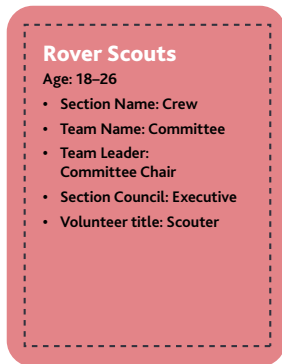 Rover Scouts
Age: 18–26
• Section Name: Crew
• Team Name: Committee
• Team Leader:
Committee Chair
• Section Council: Executive
• Volunteer title: Scouter